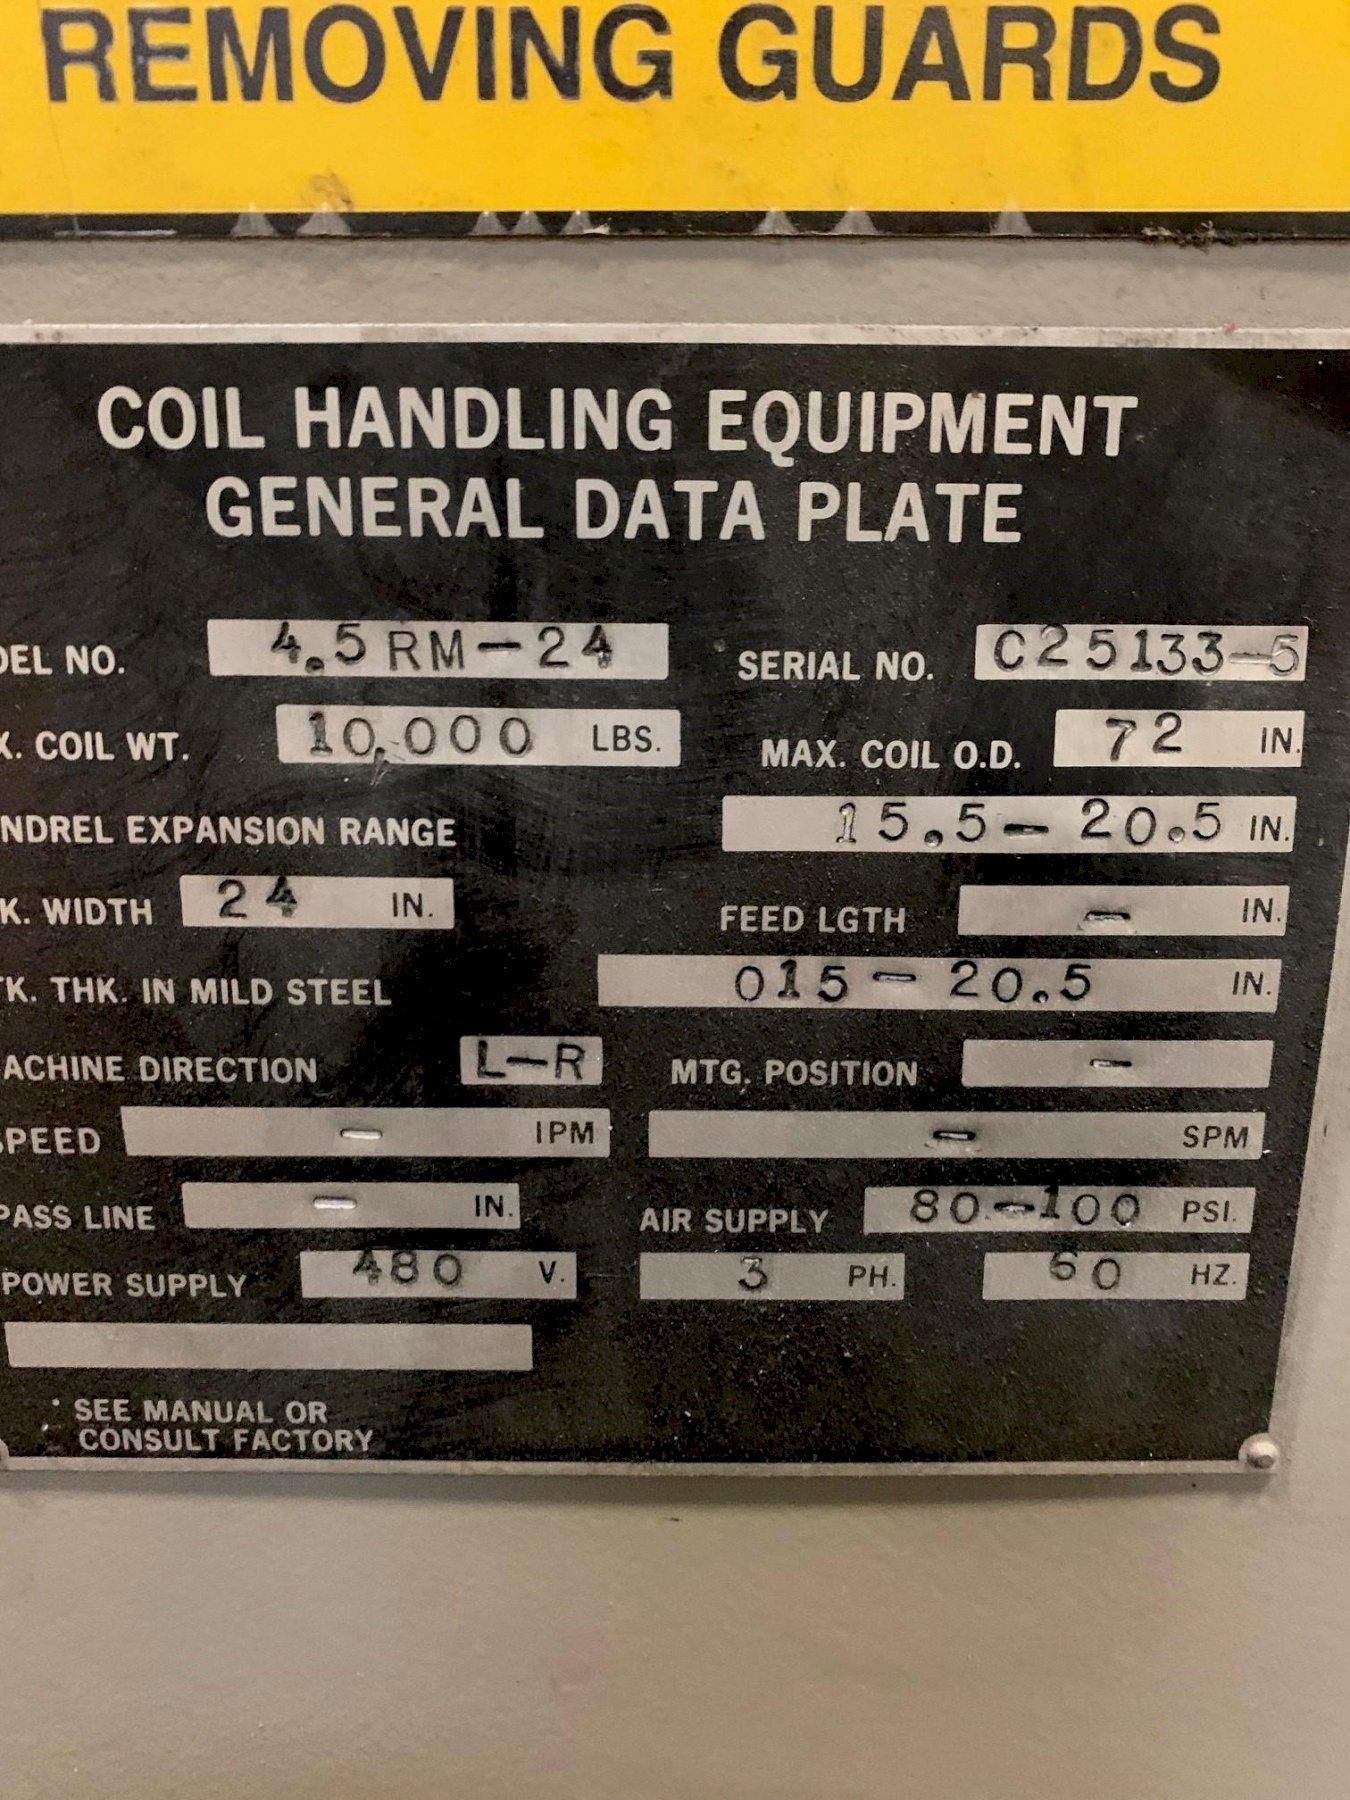 REMOVING GUARDS
COIL HANDLING EQUIPMENT
GENERAL DATA PLATE
DEL NO. 4.5RM-24 SERIAL NO. C25133-5
X. COIL WT. 10,000 LBS. MAX. COIL O.D. 72 IN.
NDREL EXPANSION RANGE 15.5-20.5 IN.
K. WIDTH 24 IN. FEED LGTH - IN.
TK. THK. IN MILD STEEL 015-20.5 IN.
ACHINE DIRECTION L-R MTG. POSITION -
SPEED - IPM - SPM
PASS LINE - IN. AIR SUPPLY 80-100 PSI.
POWER SUPPLY 480 V. 3 PH. 60 HZ.
SEE MANUAL OR
CONSULT FACTORY